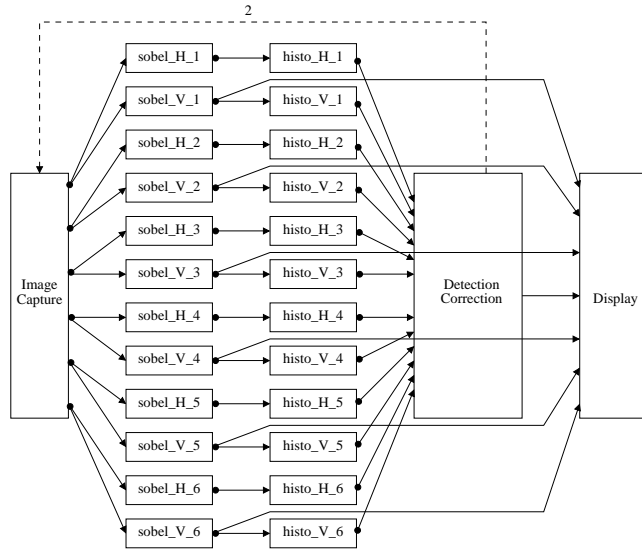 2
sobel_H_1
histo_H_1
sobel_V_1
histo_V_1
sobel_H_2
histo_H_2
sobel_V_2
histo_V_2
sobel_H_3
histo_H_3
sobel_V_3
histo_V_3
sobel_H_4
histo_H_4
sobel_V_4
histo_V_4
sobel_H_5
histo_H_5
sobel_V_5
histo_V_5
sobel_H_6
histo_H_6
sobel_V_6
histo_V_6
Image
Capture
Detection
Correction
Display